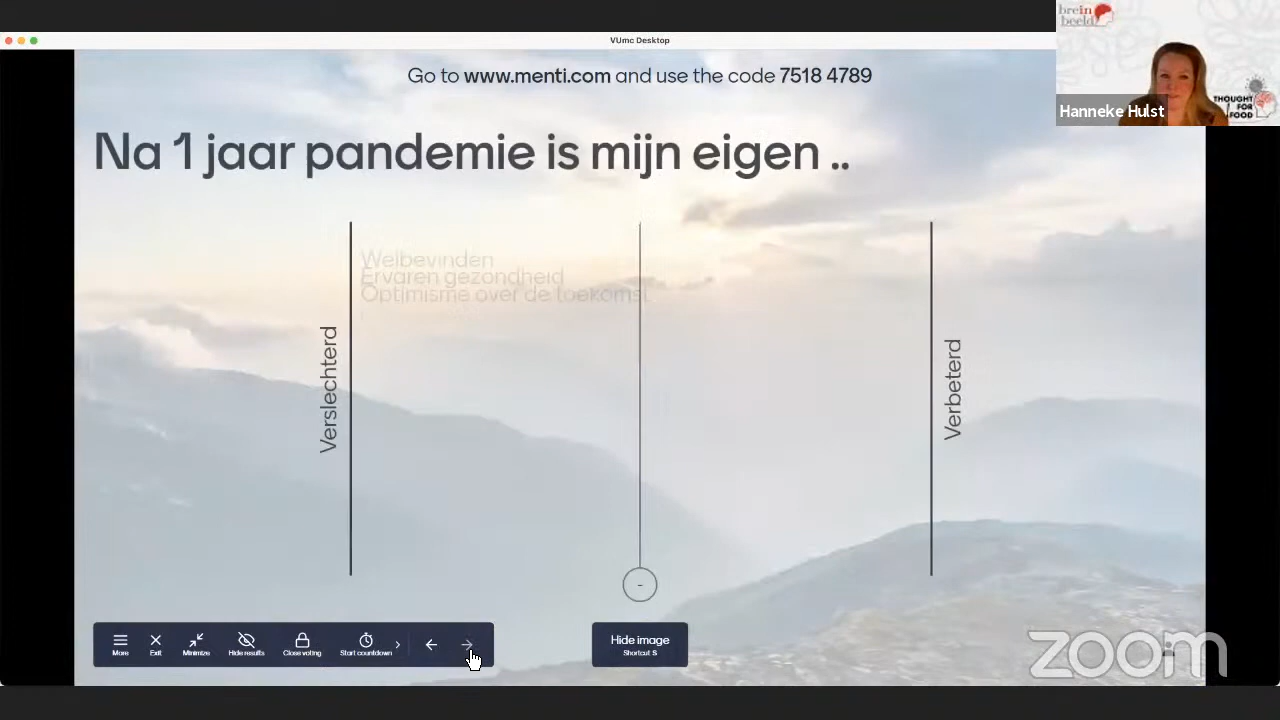 VUmc Desktop
brein
beeld
Hanneke Hulst
THOUGHT
FOR
FOOD
Go to www.menti.com and use the code 7518 4789
Na 1 jaar pandemie is mijn eigen ..
Welbevinden
Ervaren gezondheid
Optimisme over de toekomst
Verslechterd
Verbeterd
-
More
Exit
Minimize
Hide results
Close voting
Start countdown
Hide image
Shortcut S
zoom